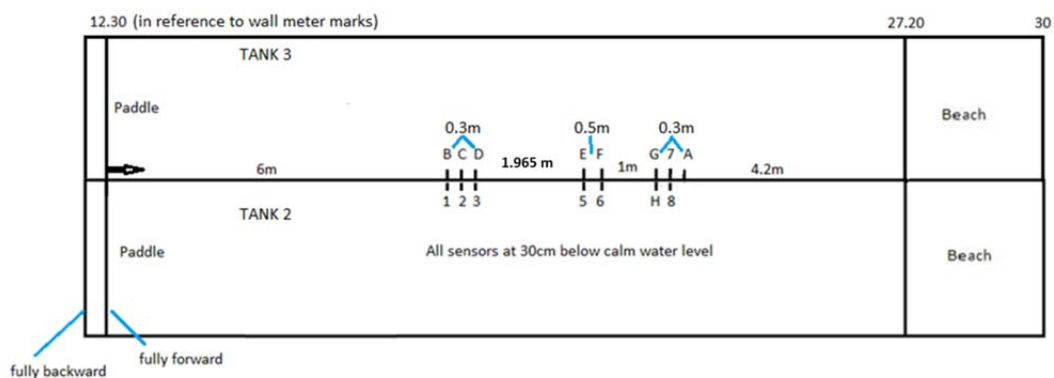 12.30 (in reference to wall meter marks) 27.20 30
TANK 3
Paddle
Beach
0.3m 0.5m 0.3m
B C D 1.965 m E F 1m G 7 A
6m 4.2m
1 2 3 5 6 H 8
TANK 2
Paddle All sensors at 30cm below calm water level Beach
fully forward
fully backward